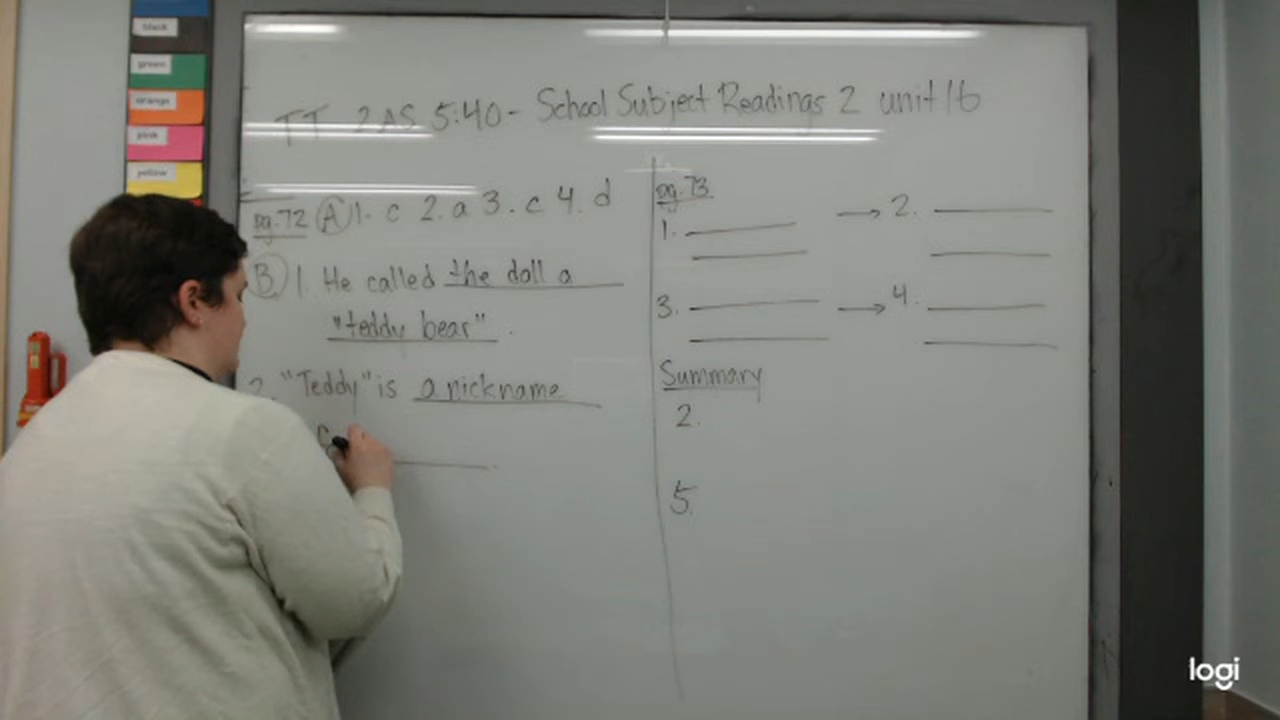 black
green
orange
pink
yellow
TT 2AS 5:40 - School Subject Readings 2 unit 16
pg.72 A 1. c 2. a 3. c 4. d
B 1. He called the doll a
"teddy bear".
2. "Teddy" is a nickname
pg.73
1. → 2.
3. → 4.
Summary
2.
5.
logi